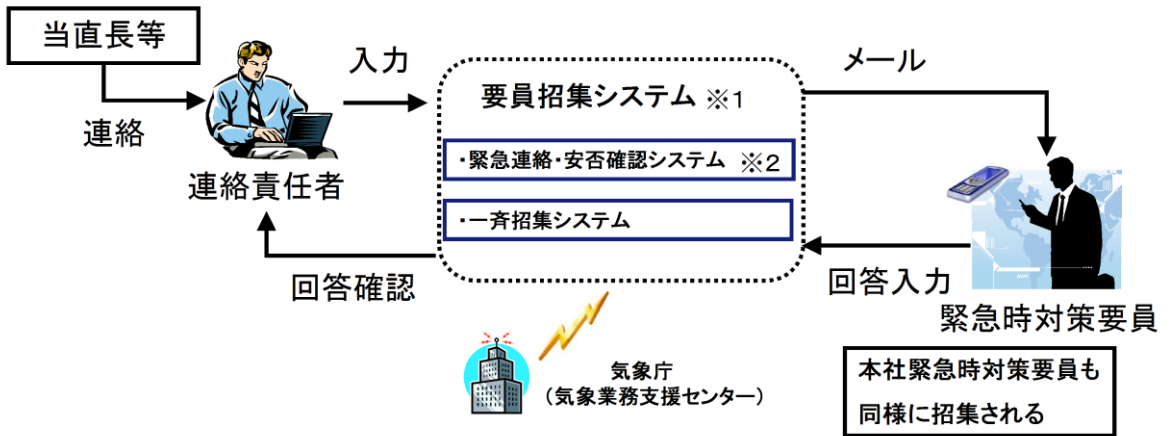 当直長等
連絡
連絡責任者
入力
要員招集システム ※1
・緊急連絡・安否確認システム ※2
・一斉招集システム
メール
回答確認
回答入力
緊急時対策要員
気象庁
(気象業務支援センター)
本社緊急時対策要員も
同様に招集される